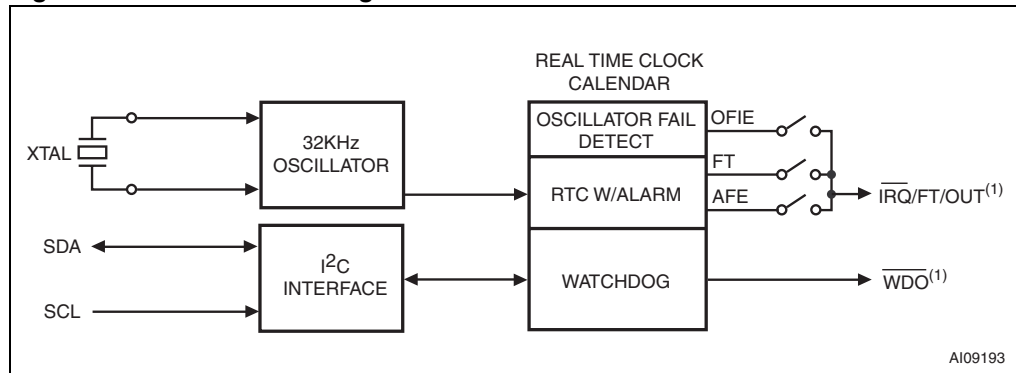 REAL TIME CLOCK
CALENDAR
XTAL
32KHz
OSCILLATOR
OSCILLATOR FAIL
DETECT
OFIE
RTC W/ALARM
FT
AFE
IRQ/FT/OUT(1)
SDA
SCL
I2C
INTERFACE
WATCHDOG
WDO(1)
AI09193